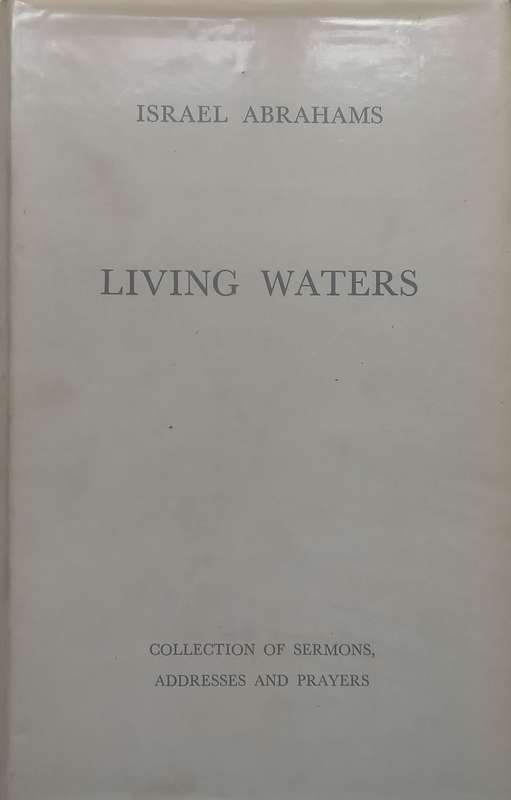 ISRAEL ABRAHAMS
LIVING WATERS
COLLECTION OF SERMONS,
ADDRESSES AND PRAYERS